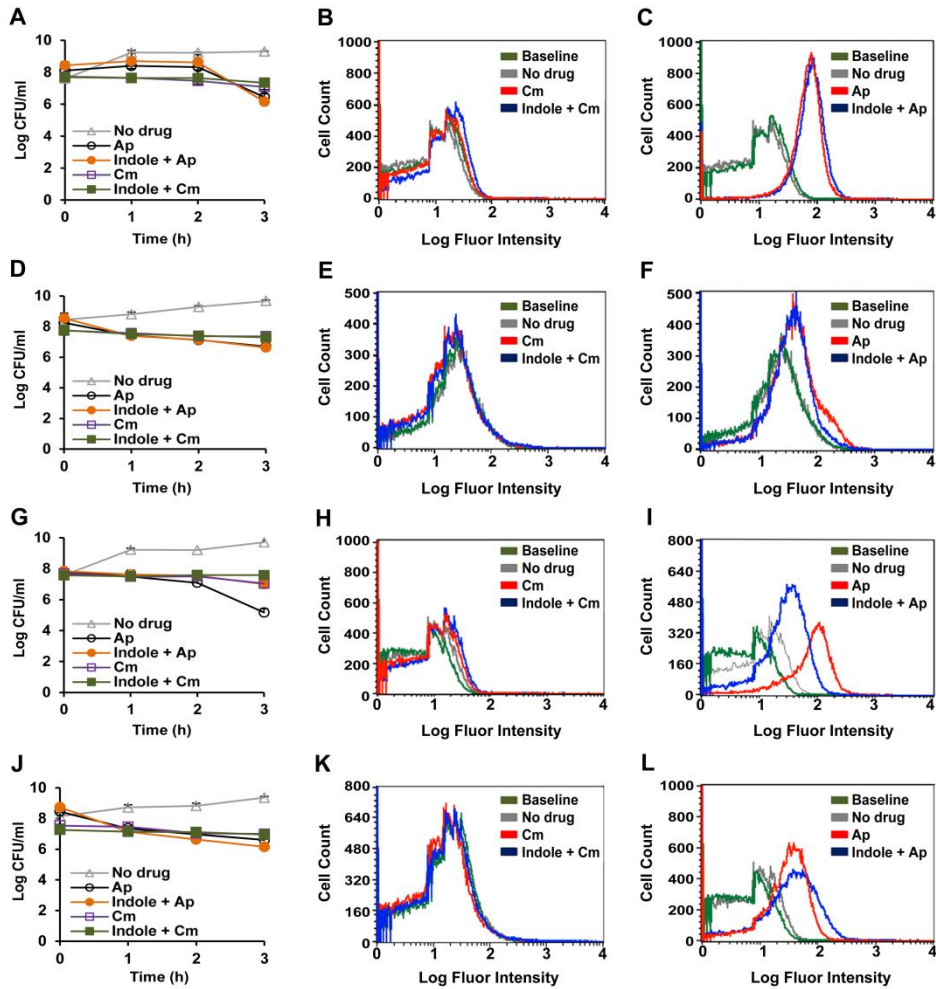 A
Log CFU/ml
10
8
6
4
2
0
No drug
Ap
Indole + Ap
Cm
Indole + Cm
0 1 2 3
Time (h)
B
Cell Count
1000
800
600
400
200
0
Baseline
No drug
Cm
Indole + Cm
0 1 2 3 4
Log Fluor Intensity
C
Cell Count
1000
800
600
400
200
0
Baseline
No drug
Ap
Indole + Ap
0 1 2 3 4
Log Fluor Intensity
D
Log CFU/ml
10
8
6
4
2
0
No drug
Ap
Indole + Ap
Cm
Indole + Cm
0 1 2 3
Time (h)
E
Cell Count
500
400
300
200
100
0
Baseline
No drug
Cm
Indole + Cm
0 1 2 3 4
Log Fluor Intensity
F
Cell Count
500
400
300
200
100
0
Baseline
No drug
Ap
Indole + Ap
0 1 2 3 4
Log Fluor Intensity
G
Log CFU/ml
10
8
6
4
2
0
No drug
Ap
Indole + Ap
Cm
Indole + Cm
0 1 2 3
Time (h)
H
Cell Count
1000
800
600
400
200
0
Baseline
No drug
Cm
Indole + Cm
0 1 2 3 4
Log Fluor Intensity
I
Cell Count
800
640
480
320
160
0
Baseline
No drug
Ap
Indole + Ap
0 1 2 3 4
Log Fluor Intensity
J
Log CFU/ml
10
8
6
4
2
0
No drug
Ap
Indole + Ap
Cm
Indole + Cm
0 1 2 3
Time (h)
K
Cell Count
800
640
480
320
160
0
Baseline
No drug
Cm
Indole + Cm
0 1 2 3 4
Log Fluor Intensity
L
Cell Count
1000
800
600
400
200
0
Baseline
No drug
Ap
Indole + Ap
0 1 2 3 4
Log Fluor Intensity